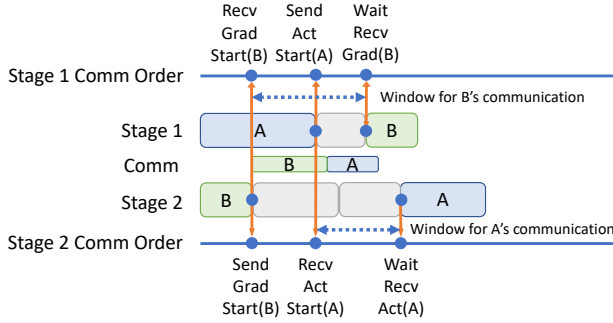 Recv
Grad
Start(B)
Send
Act
Start(A)
Wait
Recv
Grad(B)
Stage 1 Comm Order
Window for B's communication
Stage 1
A
B
Comm
B
A
Stage 2
B
A
Window for A's communication
Stage 2 Comm Order
Send
Grad
Start(B)
Recv
Act
Start(A)
Wait
Recv
Act(A)